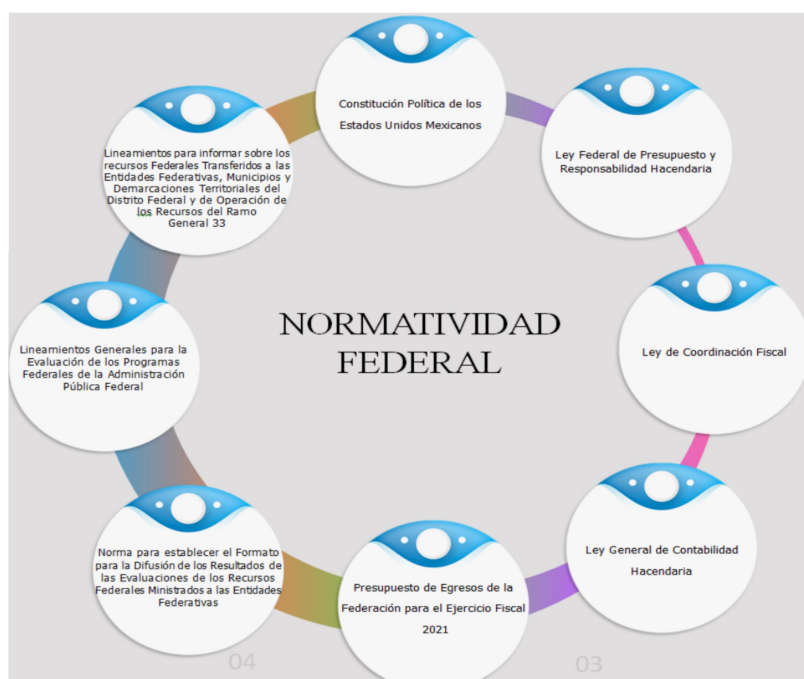 Constitución Política de los
Estados Unidos Mexicanos
Ley Federal de Presupuesto y
Responsabilidad Hacendaria
Ley de Coordinación Fiscal
Ley General de Contabilidad
Hacendaria
Presupuesto de Egresos de la
Federación para el Ejercicio Fiscal
2021
Norma para establecer el Formato
para la Difusión de los Resultados de
las Evaluaciones de los Recursos
Federales Ministrados a las Entidades
Federativas
Lineamientos Generales para la
Evaluación de los Programas
Federales de la Administración
Pública Federal
Lineamientos para informar sobre los
recursos Federales Transferidos a las
Entidades Federativas, Municipios y
Demarcaciones Territoriales del
Distrito Federal y de Operación de
los Recursos del Ramo
General 33
NORMATIVIDAD
FEDERAL
04
03